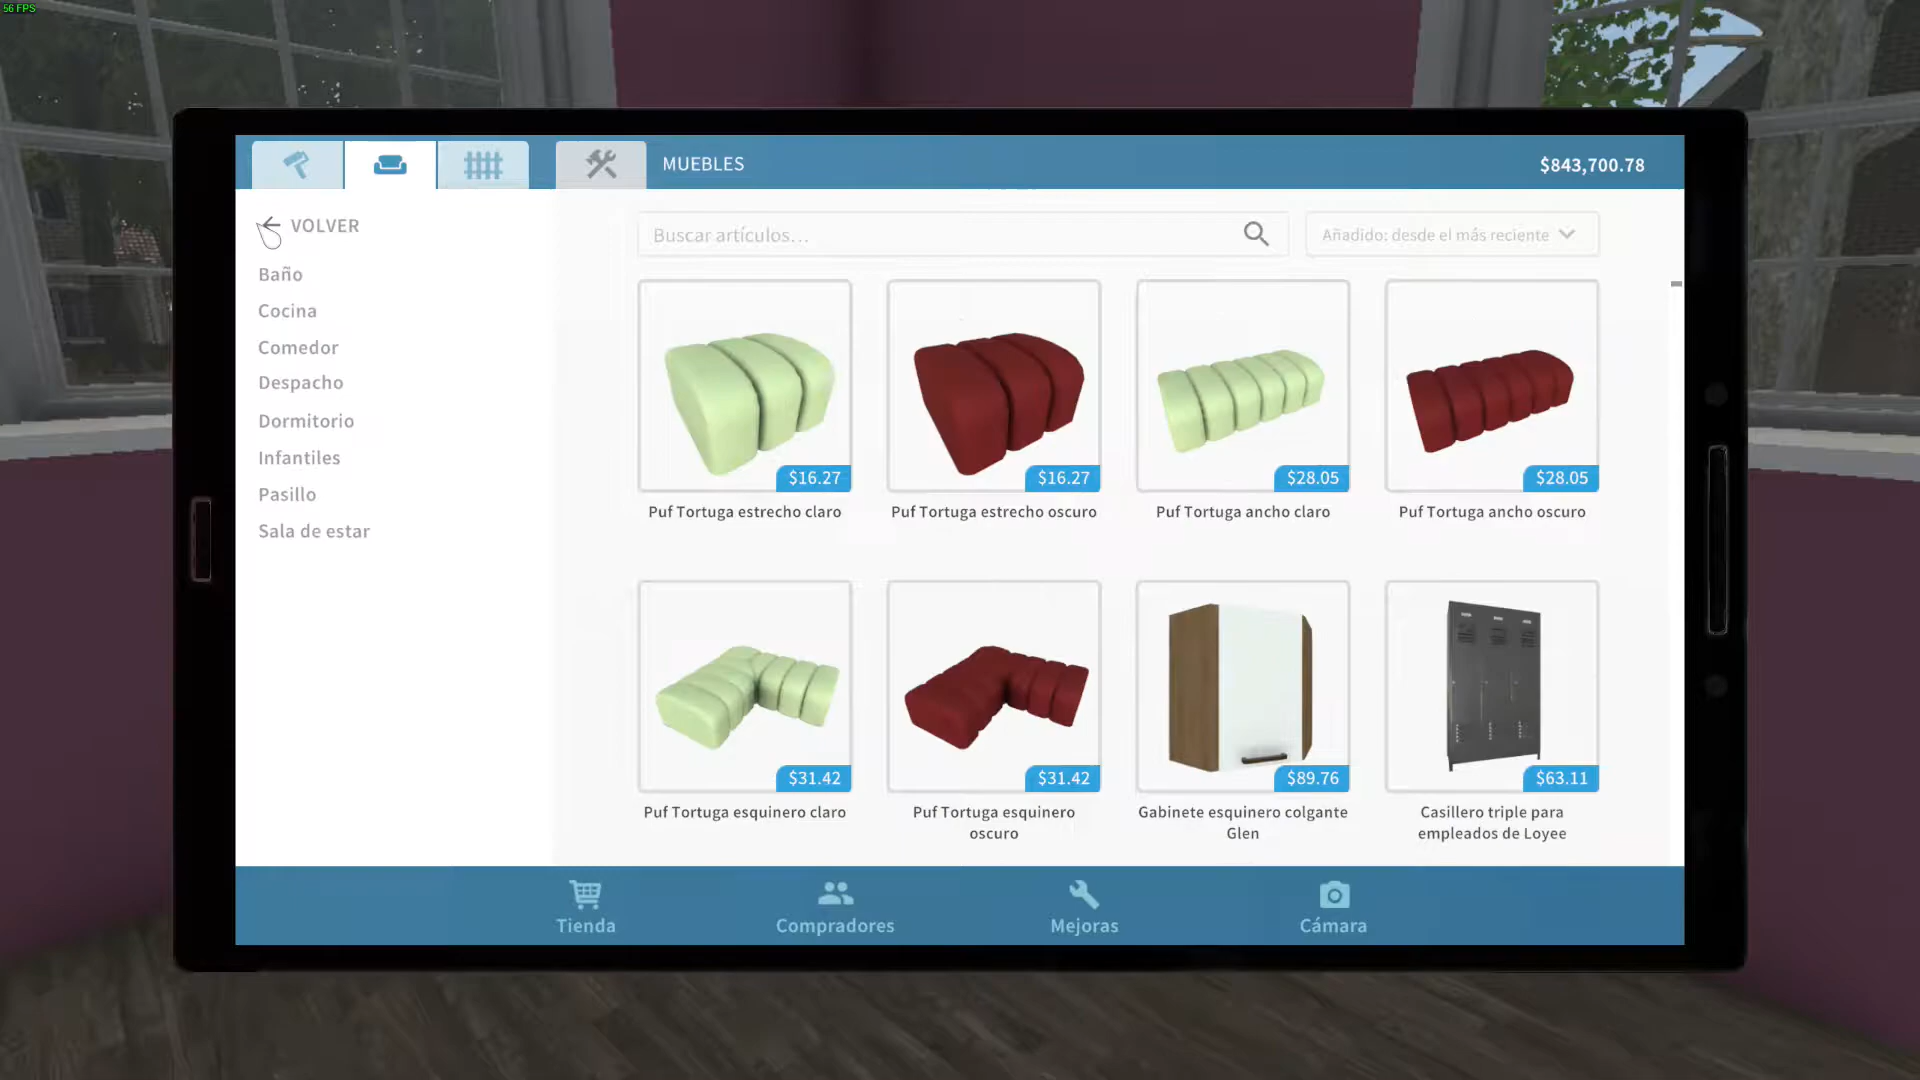 56 FPS
MUEBLES
$843,700.78
VOLVER
Baño
Cocina
Comedor
Despacho
Dormitorio
Infantiles
Pasillo
Sala de estar
Buscar artículos...
Añadido: desde el más reciente
$16.27
$16.27
$28.05
$28.05
Puf Tortuga estrecho claro
Puf Tortuga estrecho oscuro
Puf Tortuga ancho claro
Puf Tortuga ancho oscuro
$31.42
$31.42
$89.76
$63.11
Puf Tortuga esquinero claro
Puf Tortuga esquinero
oscuro
Gabinete esquinero colgante
Glen
Casillero triple para
empleados de Loyee
Tienda
Compradores
Mejoras
Cámara